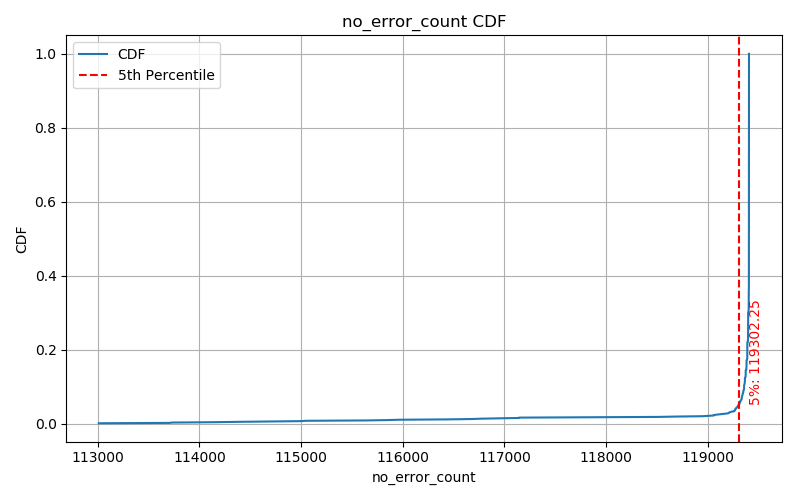 no_error_count CDF
CDF
5th Percentile
1.0
0.8
0.6
0.4
0.2
0.0
CDF
5%: 119302.25
113000 114000 115000 116000 117000 118000 119000
no_error_count